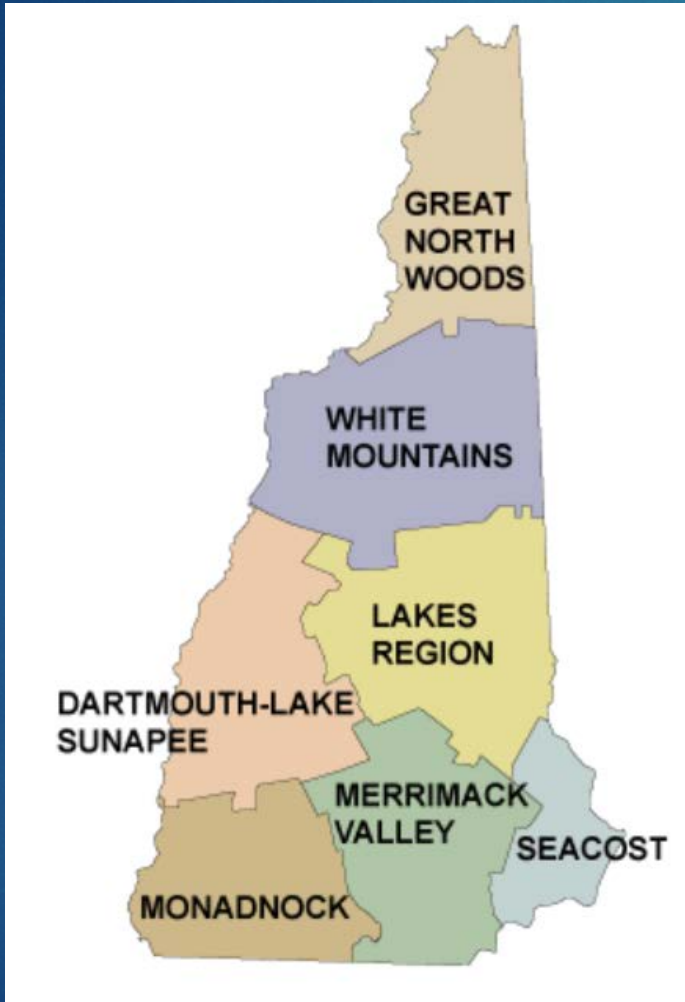 GREAT
NORTH
WOODS
WHITE
MOUNTAINS
LAKES
REGION
DARTMOUTH-LAKE
SUNAPEE
MERRIMACK
VALLEY
SEACOST
MONADNOCK